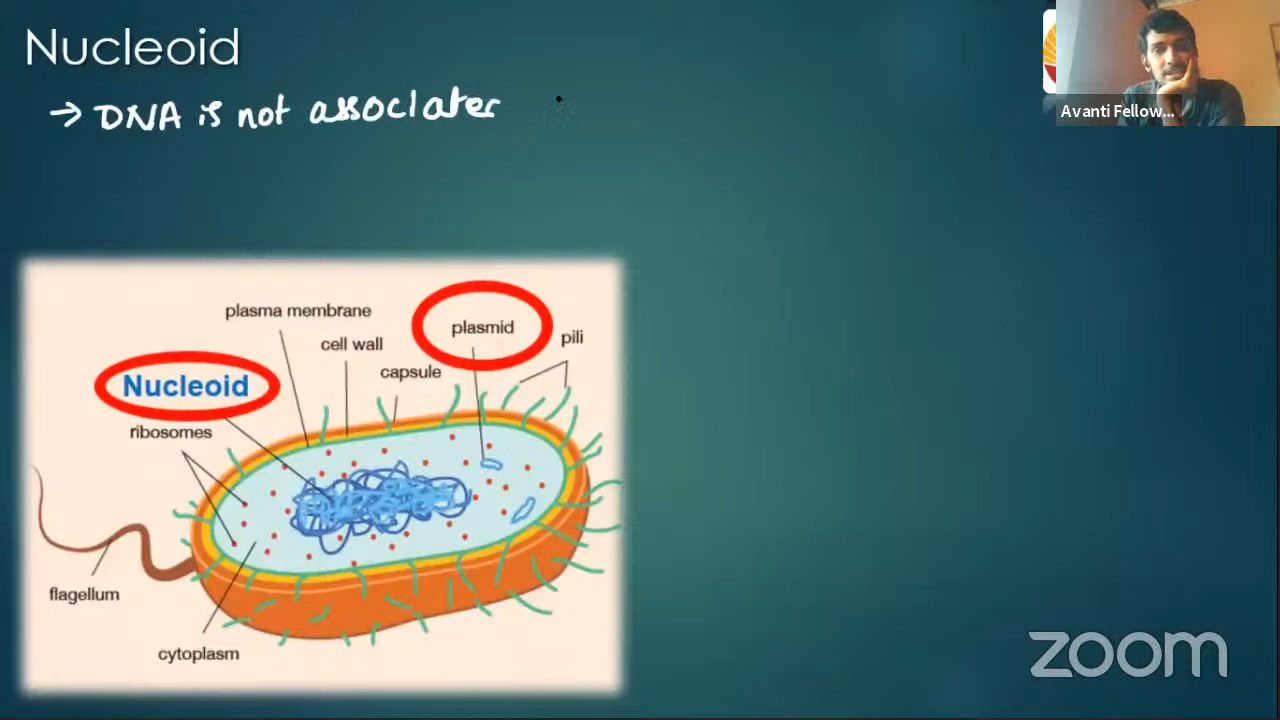 Nucleoid
→ DNA is not associater
Avanti Fellow...
plasma membrane
plasmid
cell wall
pili
capsule
Nucleoid
ribosomes
flagellum
cytoplasm
zoom